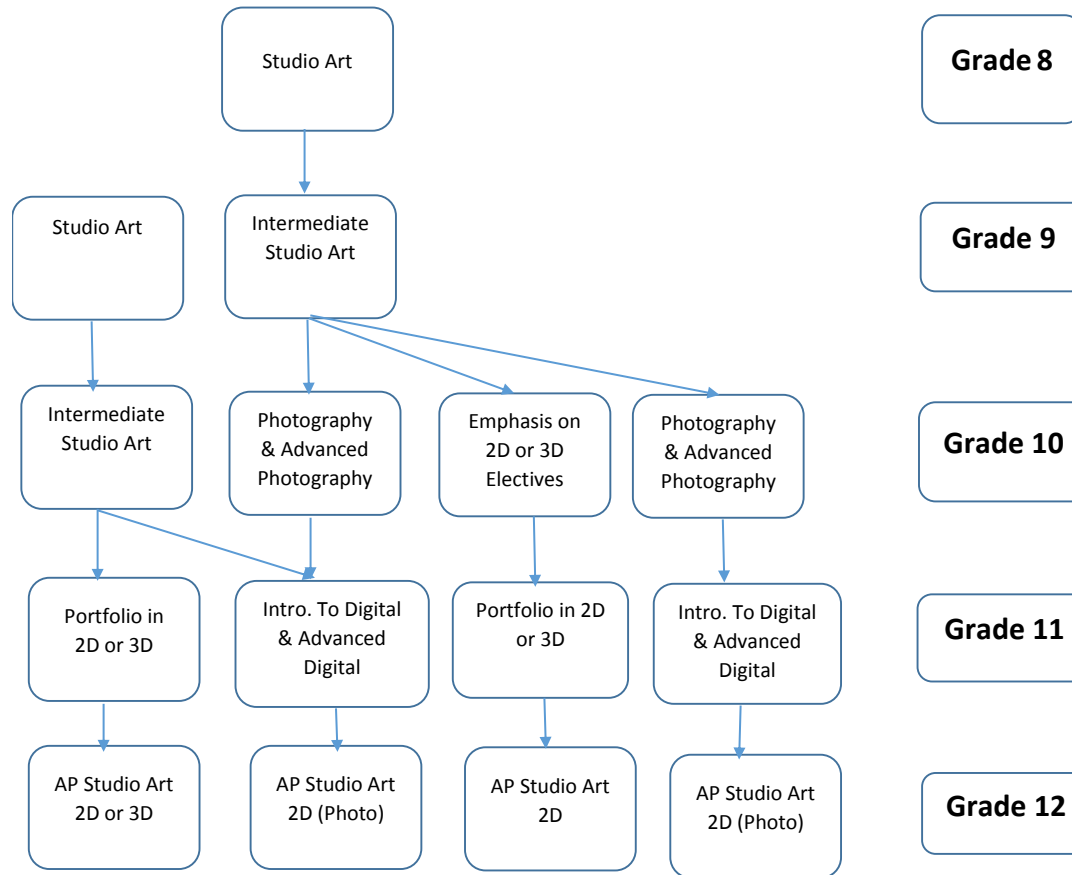 Studio Art
Grade 8
Studio Art
Intermediate
Studio Art
Grade 9
Intermediate
Studio Art
Photography
& Advanced
Photography
Emphasis on
2D or 3D
Electives
Photography
& Advanced
Photography
Grade 10
Portfolio in
2D or 3D
Intro. To Digital
& Advanced
Digital
Portfolio in 2D
or 3D
Intro. To Digital
& Advanced
Digital
Grade 11
AP Studio Art
2D or 3D
AP Studio Art
2D (Photo)
AP Studio Art
2D
AP Studio Art
2D (Photo)
Grade 12